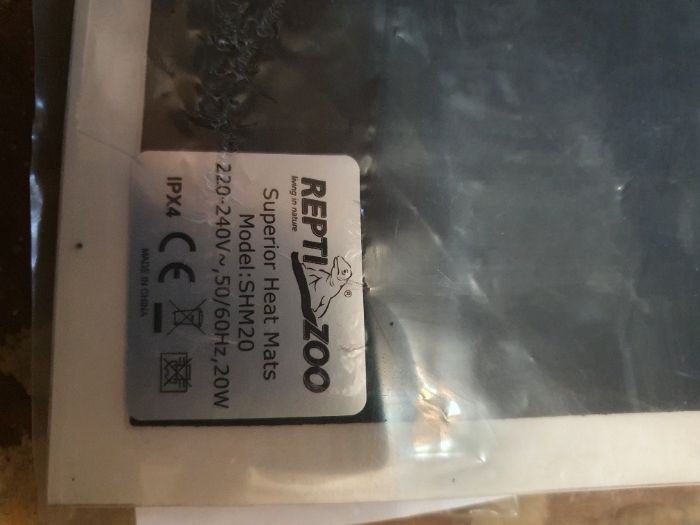 REPTI ZOO
®
living in nature
Superior Heat Mats
Model:SHM20
220-240V~,50/60Hz,20W
IPX4 CE
MADE IN CHINA